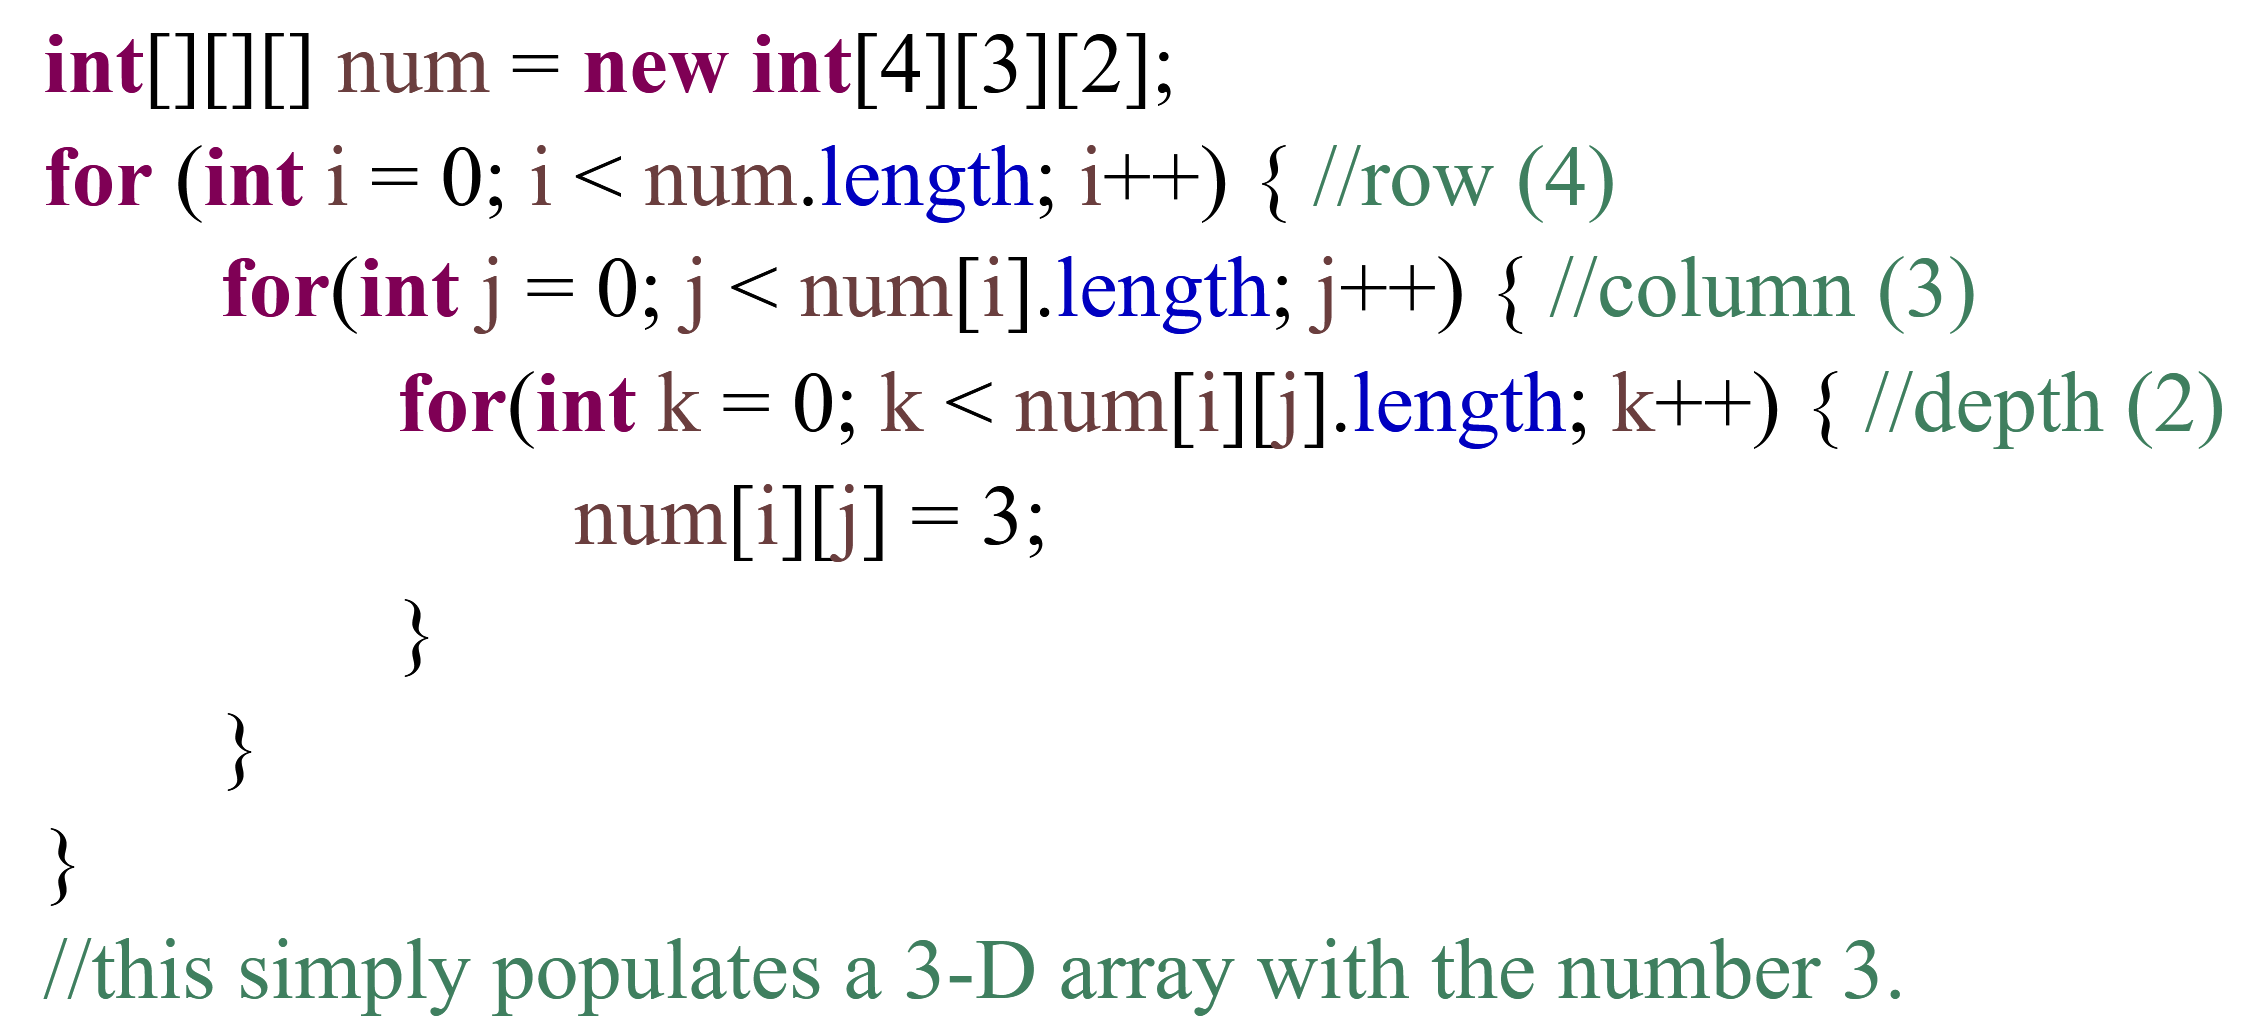 int[][][] num = new int[4][3][2];
for (int i = 0; i < num.length; i++) { //row (4)
for(int j = 0; j < num[i].length; j++) { //column (3)
for(int k = 0; k < num[i][j].length; k++) { //depth (2)
num[i][j] = 3;
}
}
}
//this simply populates a 3-D array with the number 3.